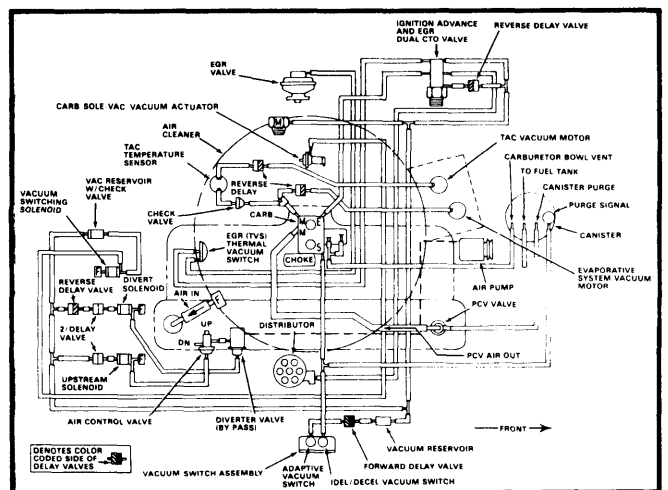 IGNITION ADVANCE
AND EGR
DUAL CTO VALVE
REVERSE DELAY VALVE
EGR
VALVE
CARB SOLE VAC VACUUM ACTUATOR
AIR
CLEANER
TAC
TEMPERATURE
SENSOR
TAC VACUUM MOTOR
CARBURETOR BOWL VENT
TO FUEL TANK
CANISTER PURGE
PURGE SIGNAL
CANISTER
VAC RESERVOIR
W/CHECK
VALVE
VACUUM
SWITCHING
SOLENOID
REVERSE
DELAY
CHECK
VALVE
CARB
M
M
M
S
CHOKE
EGR (TVS)
THERMAL
VACUUM
SWITCH
EVAPORATIVE
SYSTEM VACUUM
MOTOR
AIR PUMP
REVERSE
DELAY VALVE
DIVERT
SOLENOID
AIR IN
F
PCV VALVE
2/DELAY
VALVE
UP
DN
DISTRIBUTOR
PCV AIR OUT
UPSTREAM
SOLENOID
AIR CONTROL VALVE
DIVERTER VALVE
(BY PASS)
FRONT
DENOTES COLOR
CODED SIDE OF
DELAY VALVES
VACUUM RESERVOIR
FORWARD DELAY VALVE
VACUUM SWITCH ASSEMBLY
ADAPTIVE
VACUUM
SWITCH
IDEL/DECEL VACUUM SWITCH